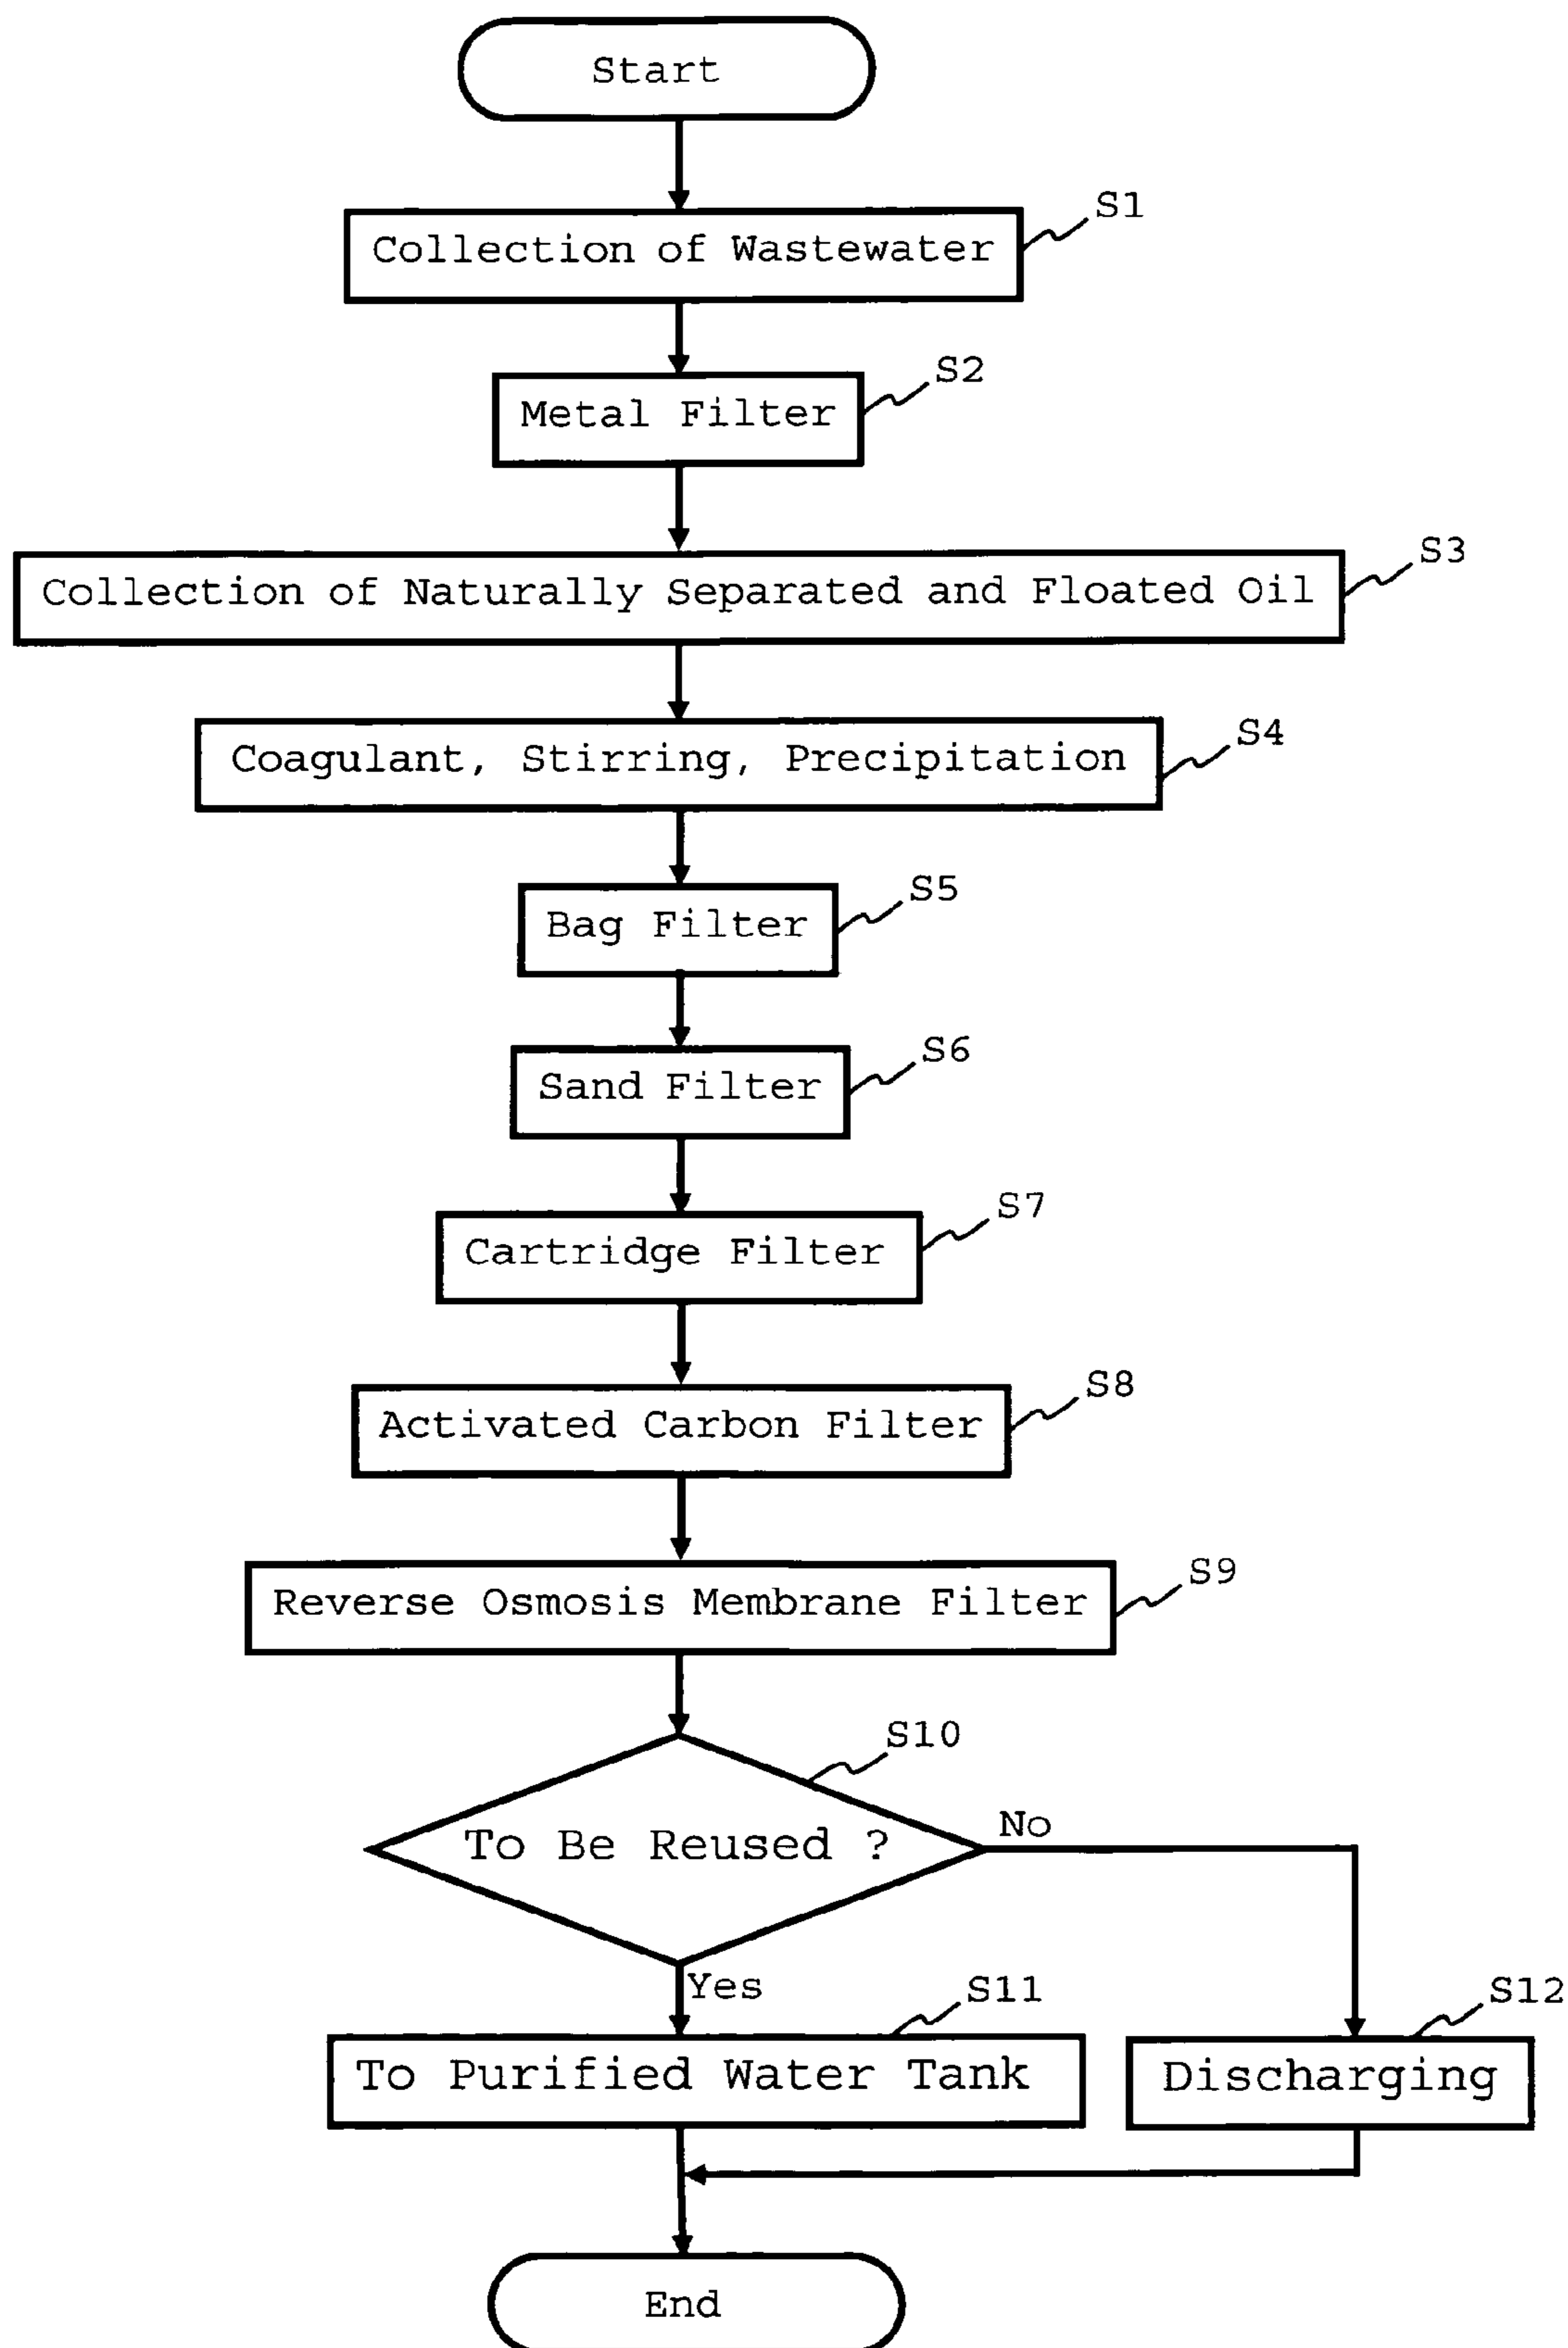 Start
S1
Collection of Wastewater
S2
Metal Filter
S3
Collection of Naturally Separated and Floated Oil
S4
Coagulant, Stirring, Precipitation
S5
Bag Filter
S6
Sand Filter
S7
Cartridge Filter
S8
Activated Carbon Filter
S9
Reverse Osmosis Membrane Filter
S10
To Be Reused ?
No
Yes
S11
S12
To Purified Water Tank
Discharging
End